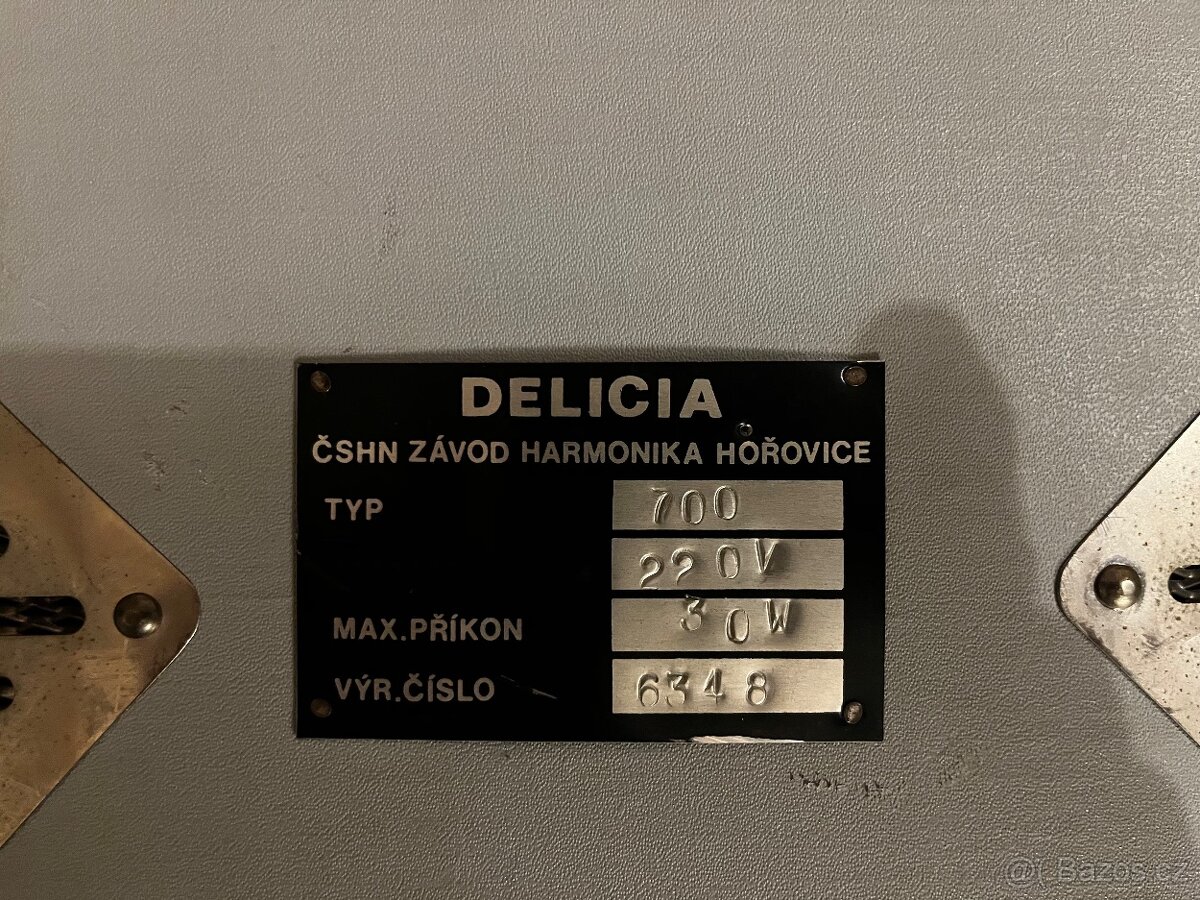 DELICIA
ČSHN ZÁVOD HARMONIKA HOŘOVICE
TYP 700
220V
MAX.PŘÍKON 30W
VÝR.ČÍSLO 6348
@( Bazos.cz